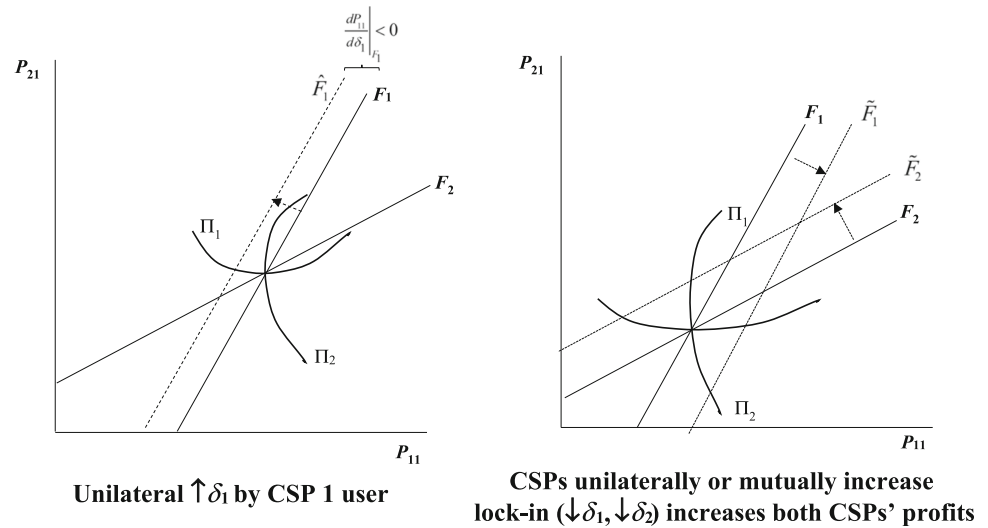 dP₁₁
dδ₁
F₁
< 0
P₂₁
F̂₁
F₁
F₂
Π₁
Π₂
P₁₁
Unilateral ↑δ₁ by CSP 1 user
P₂₁
F₁
F̃₁
F̃₂
F₂
Π₁
Π₂
P₁₁
CSPs unilaterally or mutually increase
lock-in (↓δ₁, ↓δ₂) increases both CSPs' profits